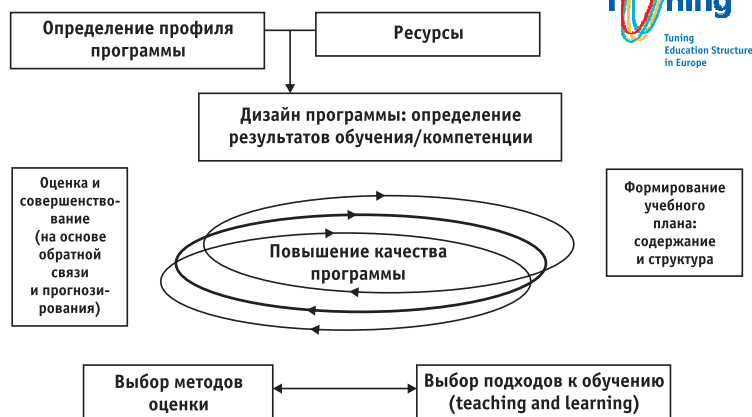 Определение профиля
программы
Ресурсы
Tuning
Education Structure
in Europe
Дизайн программы: определение
результатов обучения/компетенции
Оценка и
совершенство-
вание
(на основе
обратной
связи
и прогнози-
рования)
Повышение качества
программы
Формирование
учебного
плана:
содержание
и структура
Выбор методов
оценки
Выбор подходов к обучению
(teaching and learning)